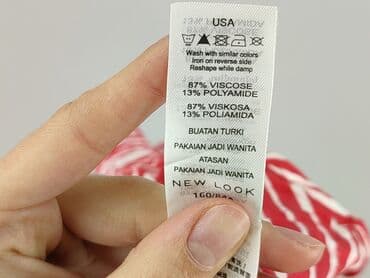 USA
Wash with similar colors
Iron on reverse side
Reshape while damp
87% VISCOSE
13% POLYAMIDE
87% VISKOSA
13% POLIAMIDA
BUATAN TURKI
PAKAIAN JADI WANITA
ATASAN
PAKAIAN JADI WANITA
NEW LOOK